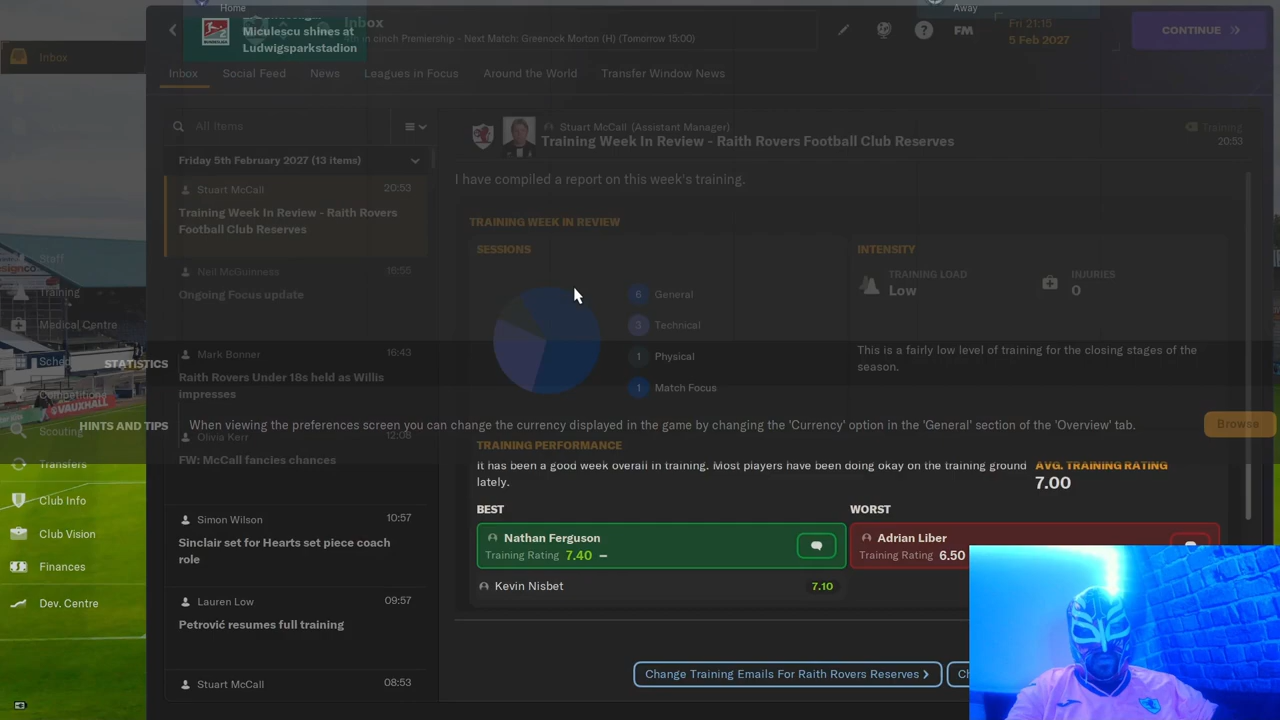 Home
Away
Miculescu shines at
Ludwigsparkstadion
Inbox
cinch Premiership - Next Match: Greenock Morton (H) (Tomorrow 15:00)
FM
Fri 21:15
5 Feb 2027
CONTINUE
Inbox
Inbox
Social Feed
News
Leagues in Focus
Around the World
Transfer Window News
All Items
Friday 5th February 2027 (13 items)
Stuart McCall
20:53
Training Week In Review - Raith Rovers
Football Club Reserves
Neil McGuinness
19:55
Ongoing Focus update
Mark Bonner
16:43
Raith Rovers Under 18s held as Willis
impresses
Olivia Kerr
12:08
FW: McCall fancies chances
Simon Wilson
10:57
Sinclair set for Hearts set piece coach
role
Lauren Low
09:57
Petrović resumes full training
Stuart McCall
08:53
Staff
Training
Medical Centre
Sched
STATISTICS
Competitions
VAUXHALL
Scouting
HINTS AND TIPS
When viewing the preferences screen you can change the currency displayed in the game by changing the 'Currency' option in the 'General' section of the 'Overview' tab.
Browse
Transfers
Club Info
Club Vision
Finances
Dev. Centre
Stuart McCall (Assistant Manager)
Training Week In Review - Raith Rovers Football Club Reserves
Training
20:53
I have compiled a report on this week's training.
TRAINING WEEK IN REVIEW
SESSIONS
6 General
3 Technical
1 Physical
1 Match Focus
INTENSITY
TRAINING LOAD
Low
INJURIES
0
This is a fairly low level of training for the closing stages of the
season.
TRAINING PERFORMANCE
It has been a good week overall in training. Most players have been doing okay on the training ground
lately.
AVG. TRAINING RATING
7.00
BEST
Nathan Ferguson
Training Rating 7.40 –
Kevin Nisbet
7.10
WORST
Adrian Liber
Training Rating 6.50
Change Training Emails For Raith Rovers Reserves